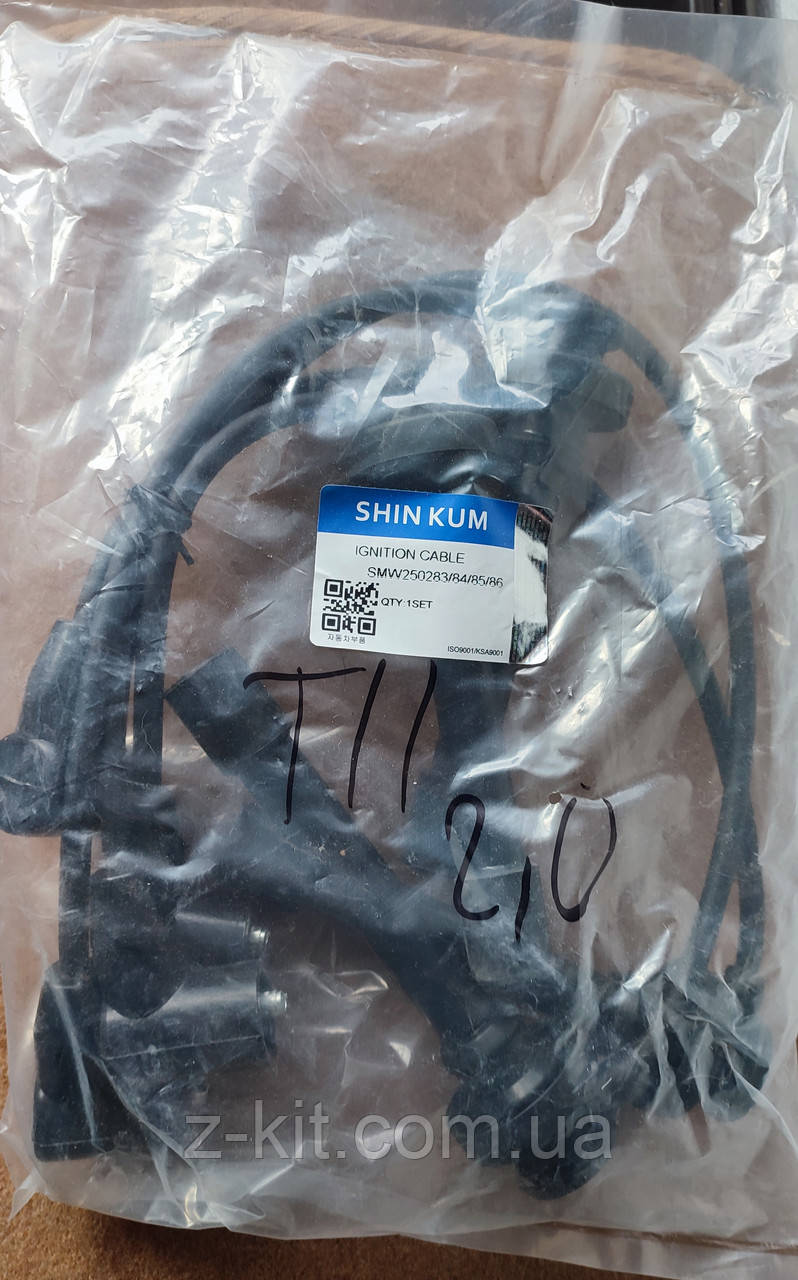 SHIN KUM
IGNITION CABLE
SMW250283/84/85/86
QTY:1SET
자동차부품
ISO9001/KSA9001
T11
2,0
z-kit.com.ua